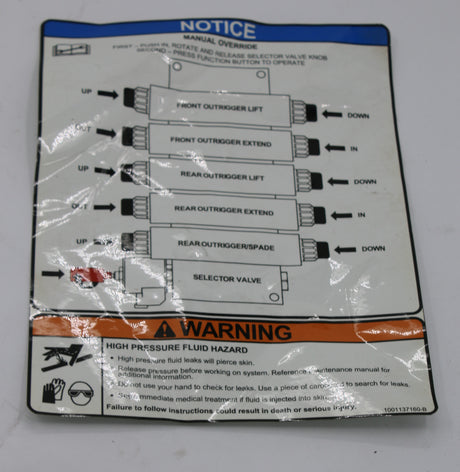 NOTICE
MANUAL OVERRIDE
FIRST – PUSH IN, ROTATE AND RELEASE SELECTOR VALVE KNOB
SECOND – PRESS FUNCTION BUTTON TO OPERATE
UP FRONT OUTRIGGER LIFT DOWN
OUT FRONT OUTRIGGER EXTEND IN
UP REAR OUTRIGGER LIFT DOWN
OUT REAR OUTRIGGER EXTEND IN
UP REAR OUTRIGGER/SPADE DOWN
SELECTOR VALVE
WARNING
HIGH PRESSURE FLUID HAZARD
• High pressure fluid leaks will pierce skin.
Release pressure before working on system. Reference maintenance manual for
additional information.
• Do not use your hand to check for leaks. Use a piece of cardboard to search for leaks.
• Seek immediate medical treatment if fluid is injected into skin.
Failure to follow instructions could result in death or serious injury.
1001137160-B